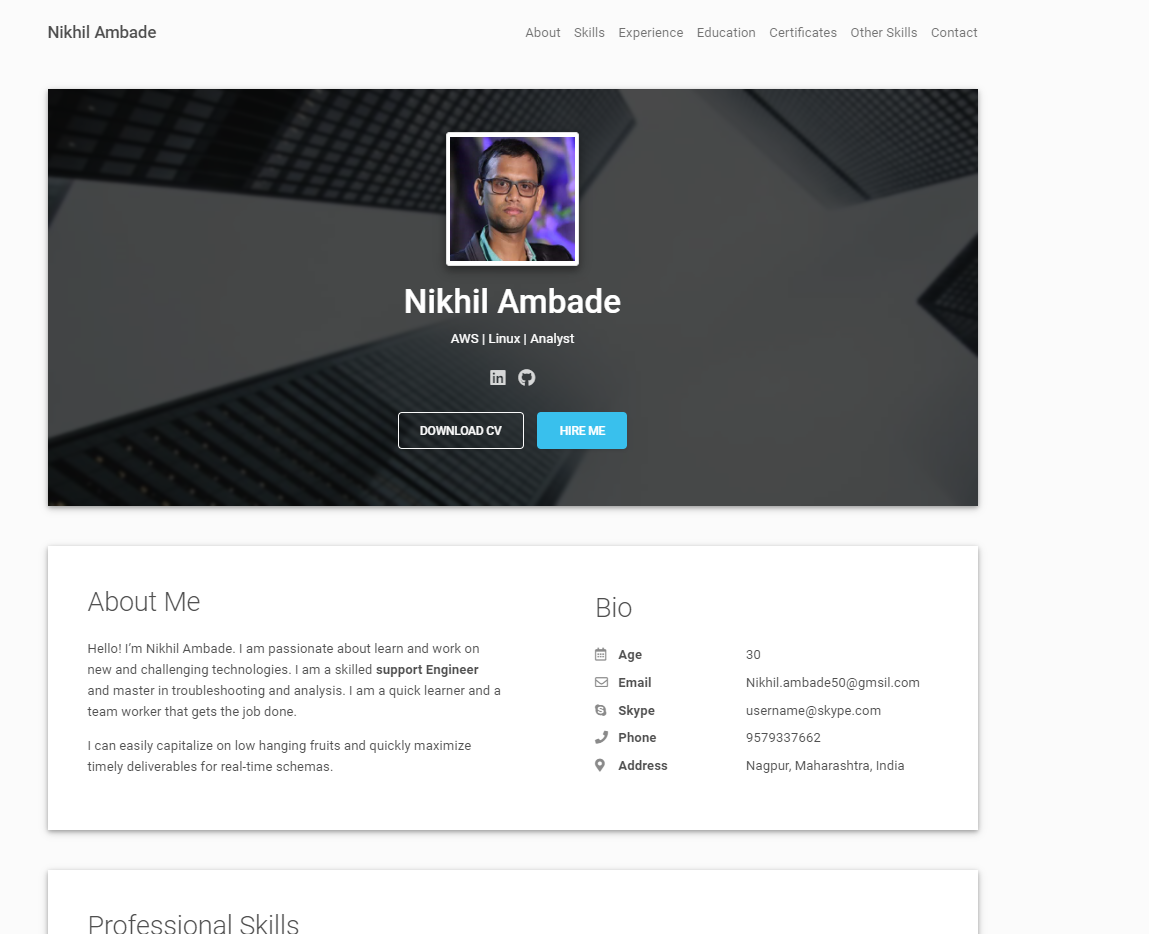 Nikhil Ambade
About Skills Experience Education Certificates Other Skills Contact
Nikhil Ambade
AWS | Linux | Analyst
DOWNLOAD CV HIRE ME
About Me
Hello! I’m Nikhil Ambade. I am passionate about learn and work on
new and challenging technologies. I am a skilled support Engineer
and master in troubleshooting and analysis. I am a quick learner and a
team worker that gets the job done.
I can easily capitalize on low hanging fruits and quickly maximize
timely deliverables for real-time schemas.
Bio
Age 30
Email Nikhil.ambade50@gmsil.com
Skype username@skype.com
Phone 9579337662
Address Nagpur, Maharashtra, India
Professional Skills